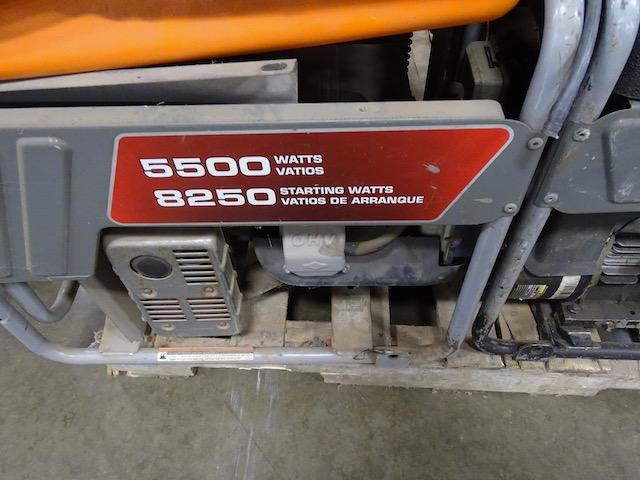 5500 WATTS
VATIOS
8250 STARTING WATTS
VATIOS DE ARRANQUE
OHV